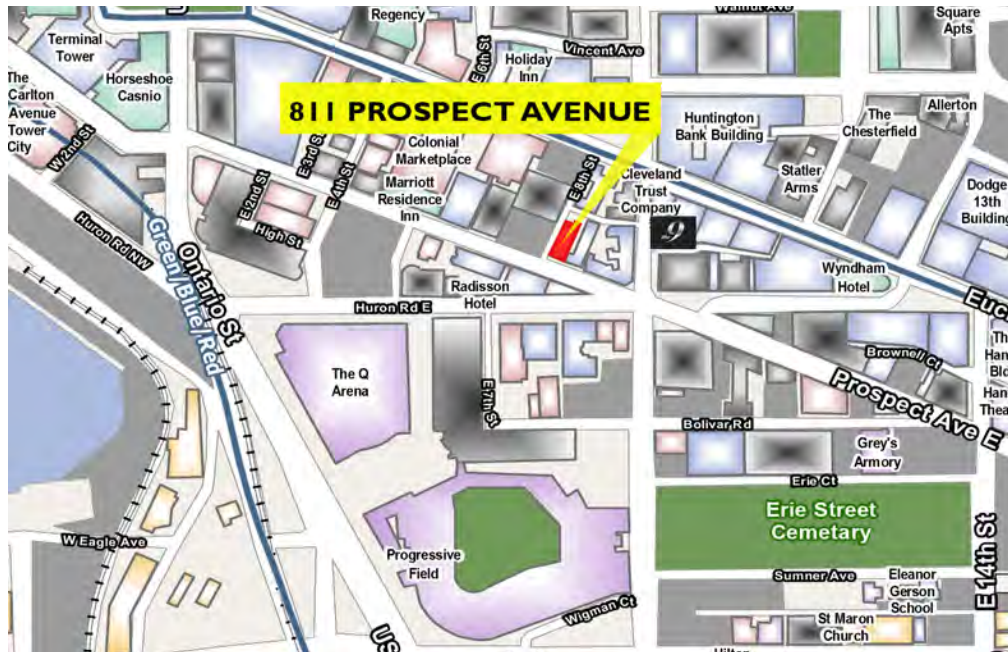 Walnut Ave
Regency
Square
Apts
Terminal
Tower
E 6th St
Vincent Ave
Holiday
Inn
The
Carlton
Avenue
Tower
City
Horseshoe
Casnio
811 PROSPECT AVENUE
Huntington
Bank Building
The
Chesterfield
Allerton
W 2nd St
E 3rd St
Colonial
Marketplace
E 8th St
Cleveland
Trust
Company
Statler
Arms
Dodge
13th
Building
E 2nd St
E 4th St
Marriott
Residence
Inn
High St
9
Huron Rd NW
Green/Blue/Red
Ontario St
Radisson
Hotel
Wyndham
Hotel
Huron Rd E
Brownell Ct
The Q
Arena
E 7th St
Prospect Ave E
Bolivar Rd
Grey's
Armory
Erie Ct
Erie Street
Cemetary
W Eagle Ave
Progressive
Field
Sumner Ave
Eleanor
Gerson
School
E 14th St
Wigman Ct
St Maron
Church
US